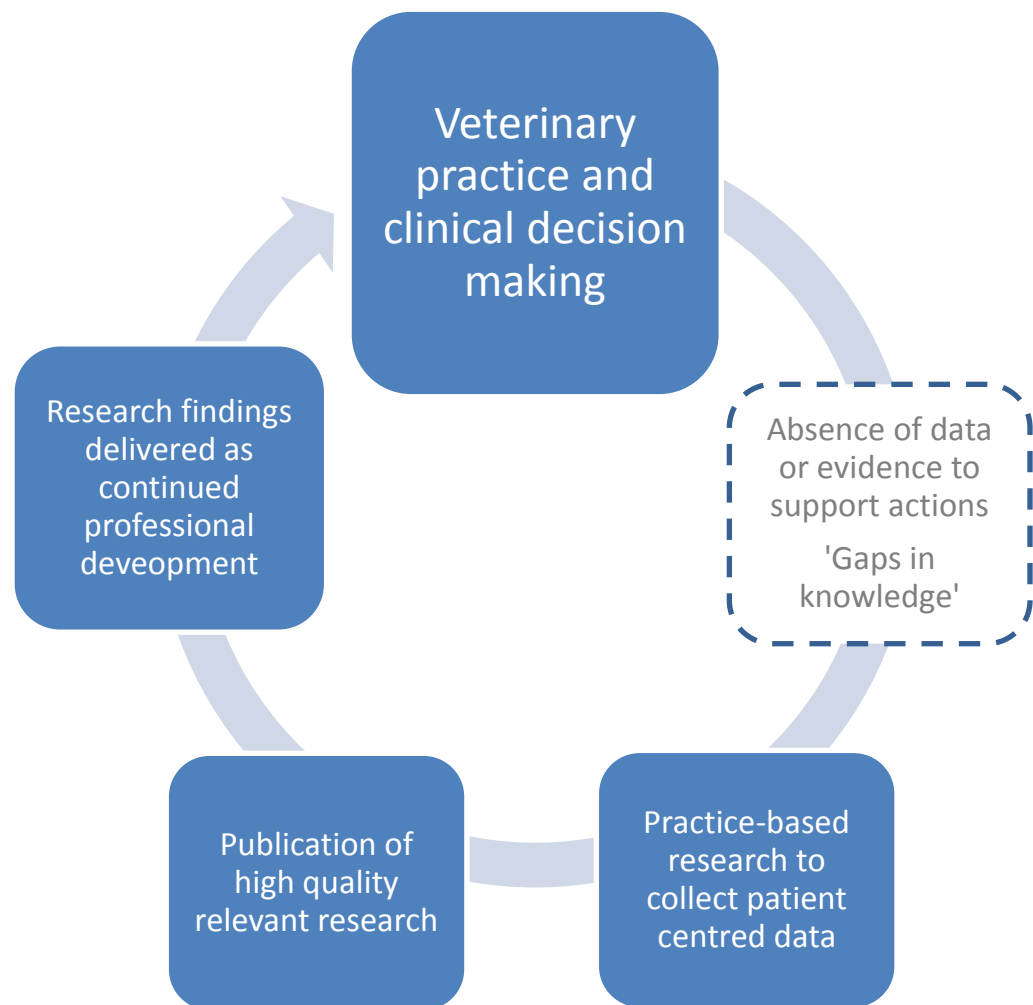 Veterinary
practice and
clinical decision
making
Absence of data
or evidence to
support actions
'Gaps in
knowledge'
Practice-based
research to
collect patient
centred data
Publication of
high quality
relevant research
Research findings
delivered as
continued
professional
deveopment